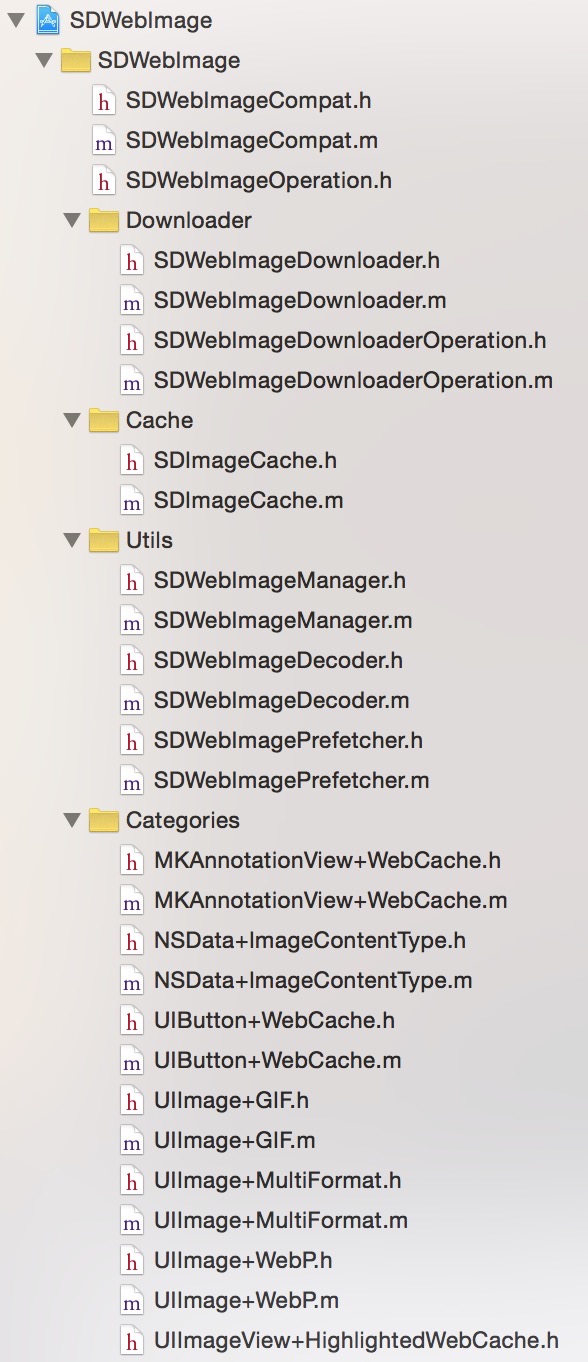 SDWebImage
SDWebImage
h SDWebImageCompat.h
m SDWebImageCompat.m
h SDWebImageOperation.h
Downloader
h SDWebImageDownloader.h
m SDWebImageDownloader.m
h SDWebImageDownloaderOperation.h
m SDWebImageDownloaderOperation.m
Cache
h SDImageCache.h
m SDImageCache.m
Utils
h SDWebImageManager.h
m SDWebImageManager.m
h SDWebImageDecoder.h
m SDWebImageDecoder.m
h SDWebImagePrefetcher.h
m SDWebImagePrefetcher.m
Categories
h MKAnnotationView+WebCache.h
m MKAnnotationView+WebCache.m
h NSData+ImageContentType.h
m NSData+ImageContentType.m
h UIButton+WebCache.h
m UIButton+WebCache.m
h UIImage+GIF.h
m UIImage+GIF.m
h UIImage+MultiFormat.h
m UIImage+MultiFormat.m
h UIImage+WebP.h
m UIImage+WebP.m
h UIImageView+HighlightedWebCache.h